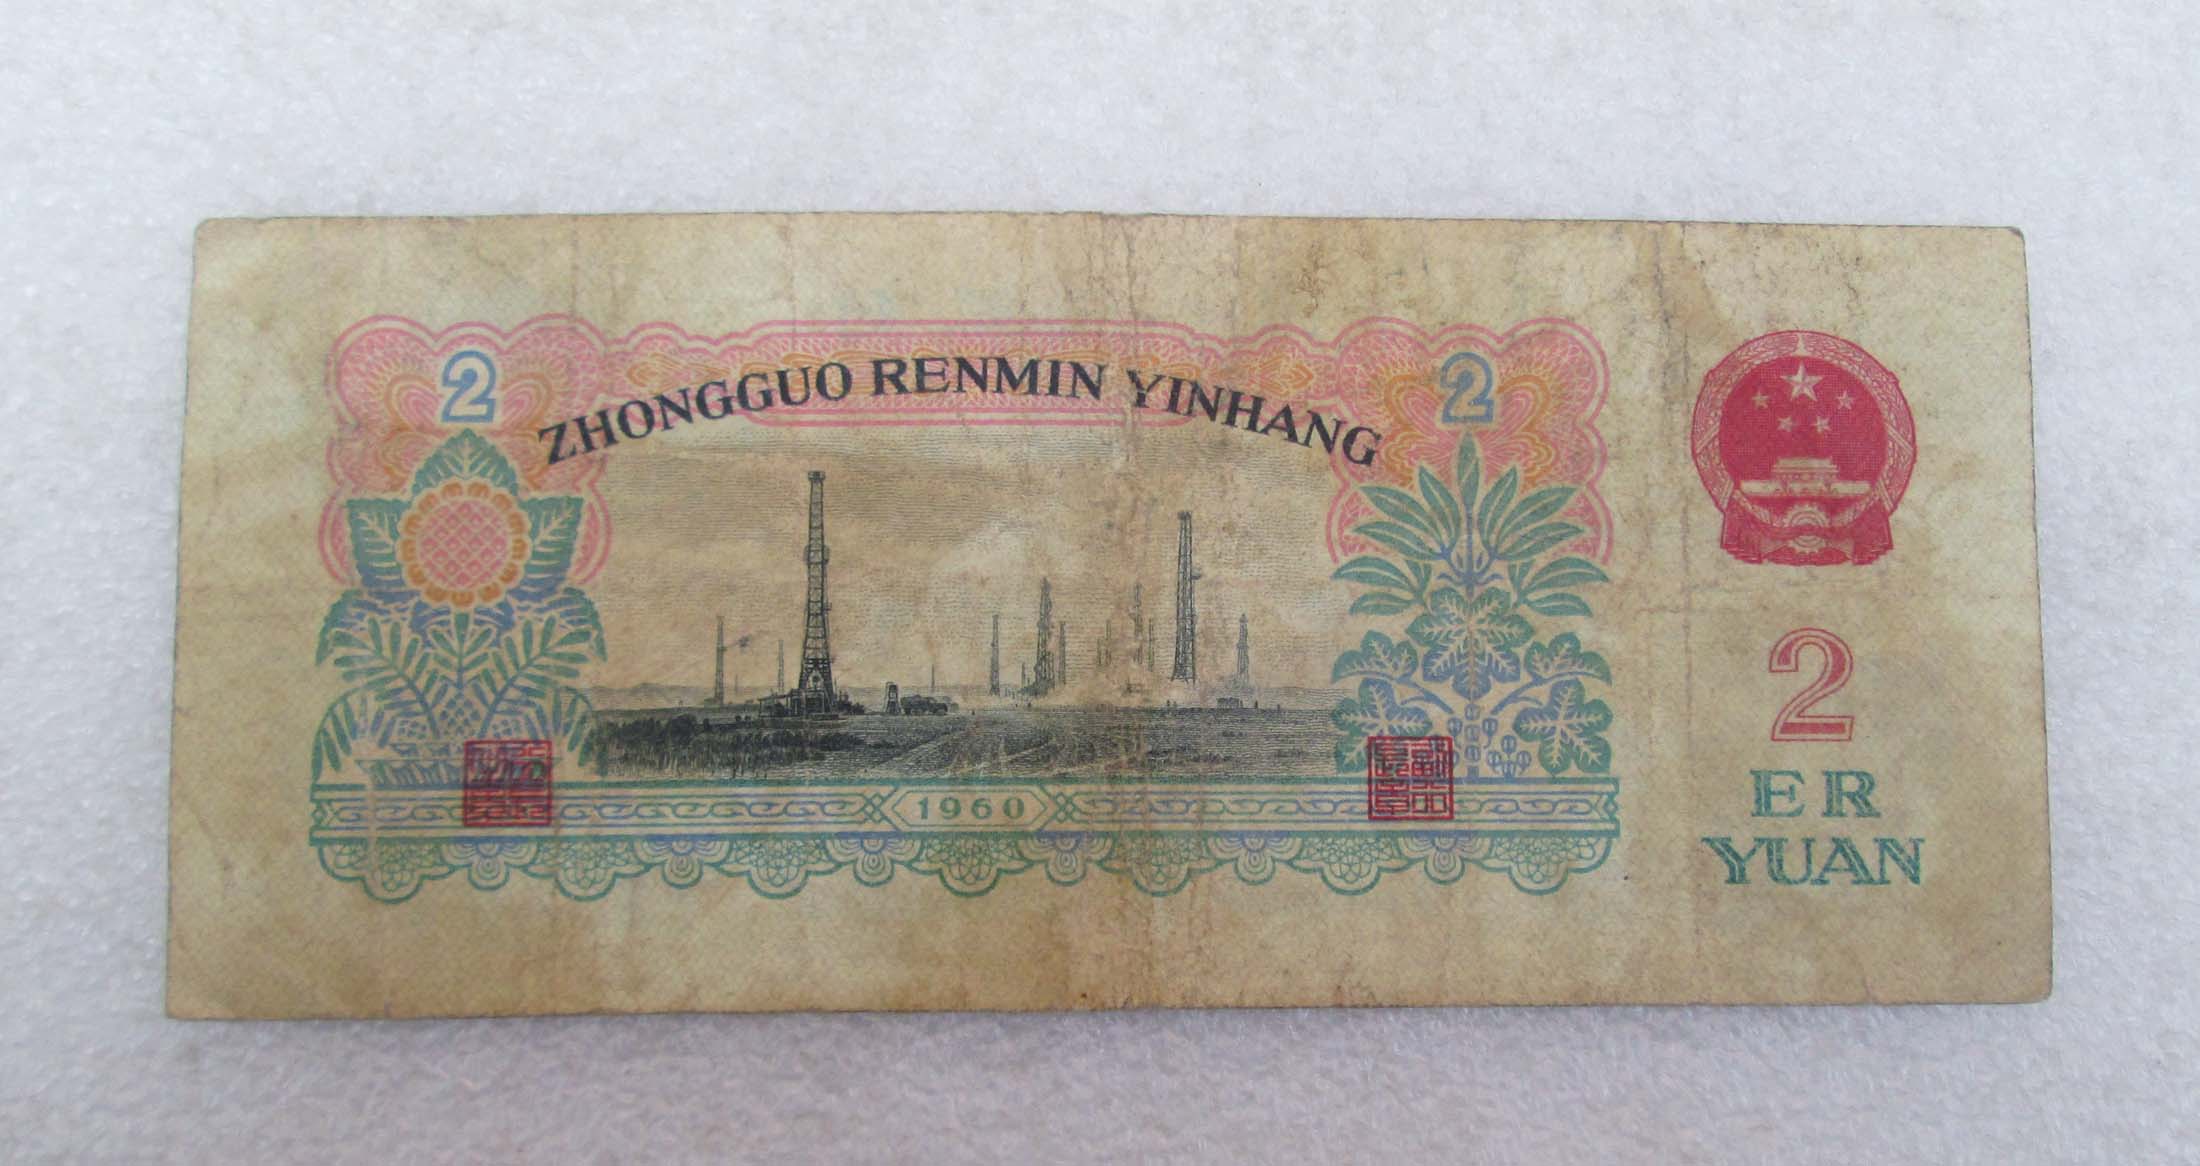 2
2
ZHONGGUO RENMIN YINHANG
2
ER
YUAN
1960